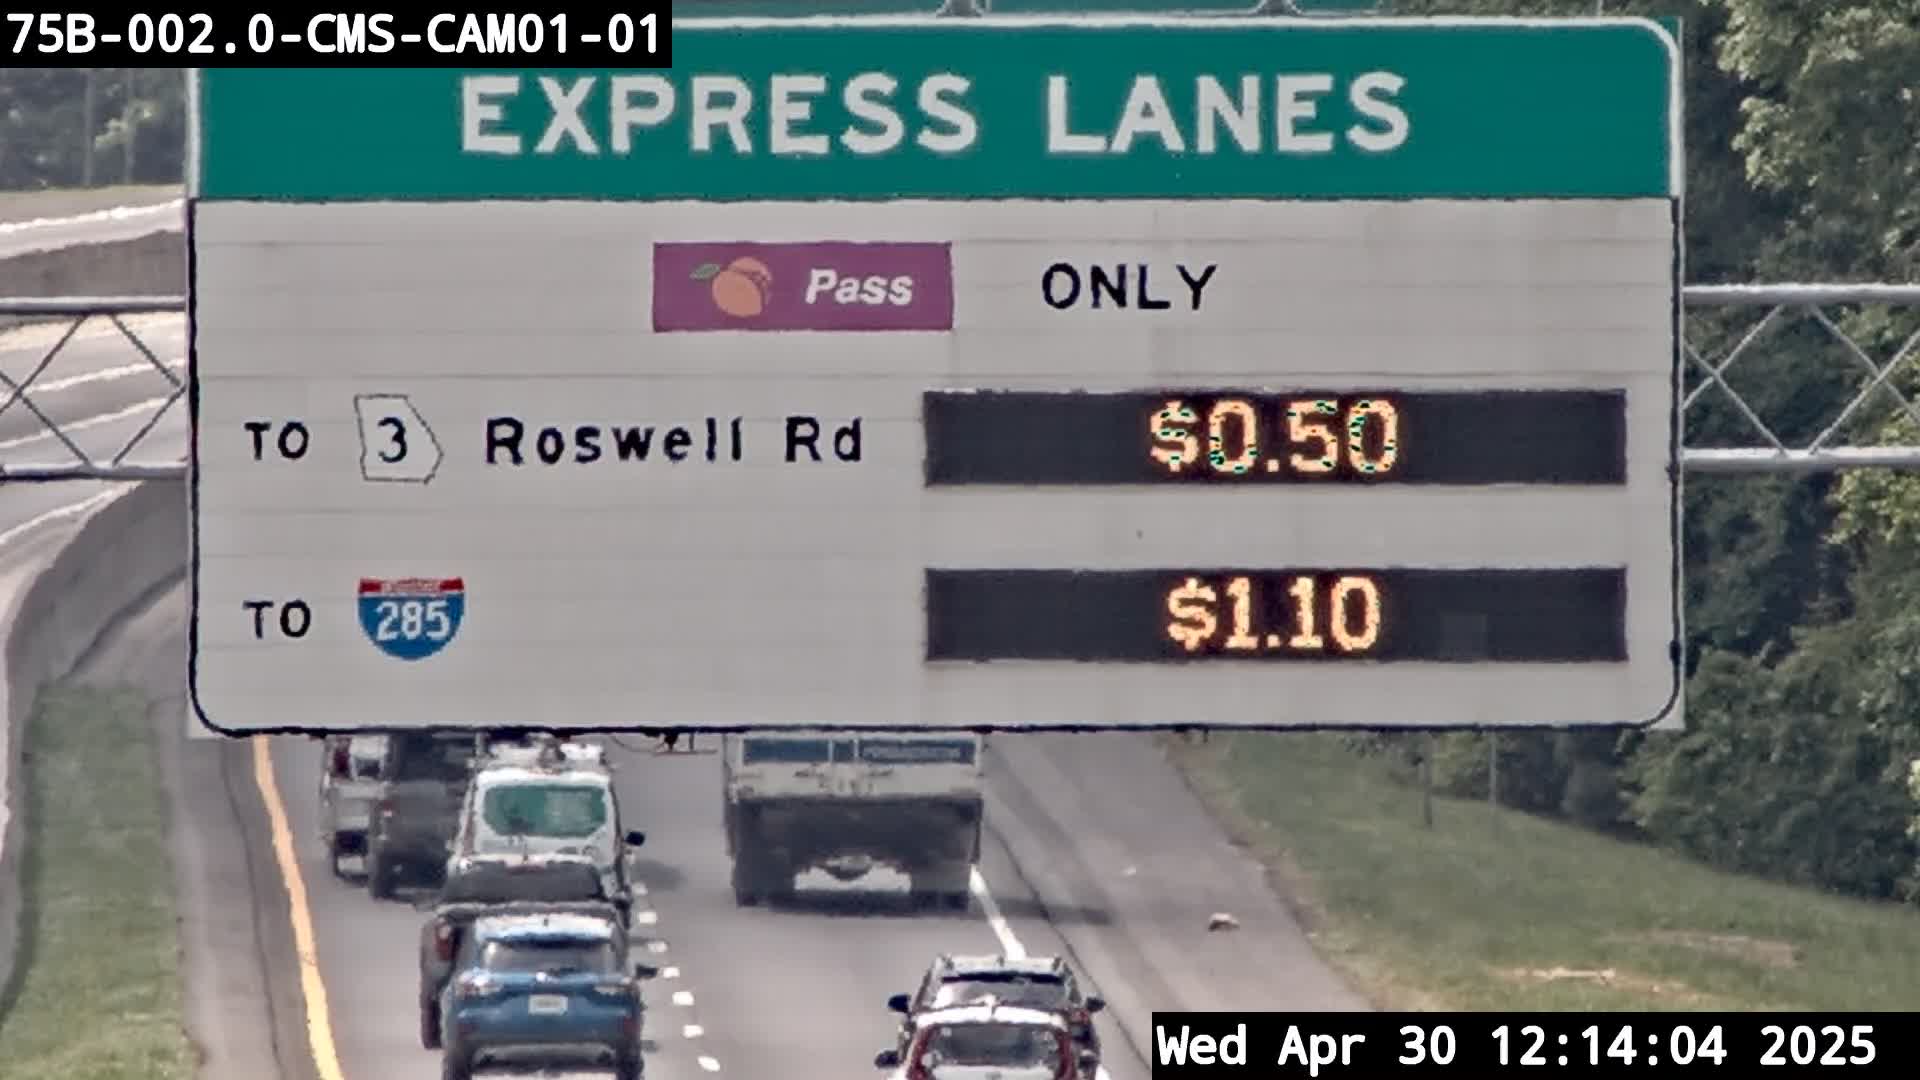 75B-002.0-CMS-CAM01-01
EXPRESS LANES
Pass ONLY
TO 3 Roswell Rd $0.50
TO 285 $1.10
Wed Apr 30 12:14:04 2025